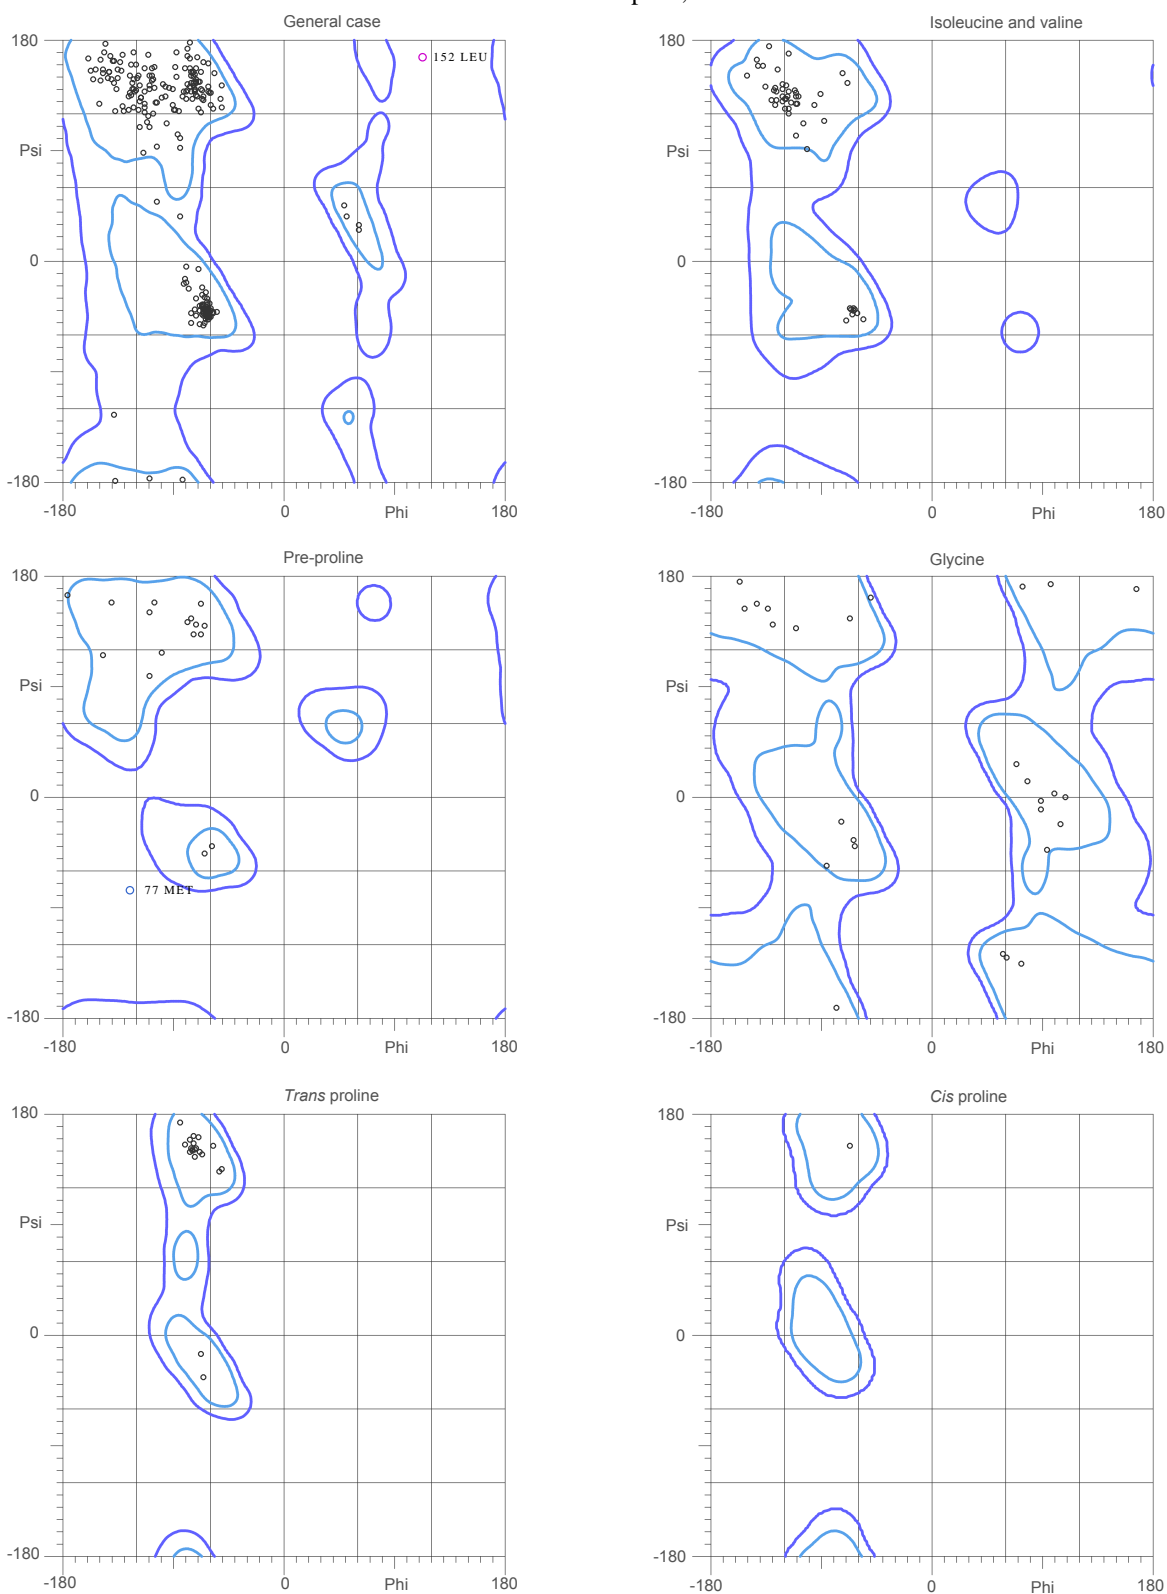 General case
180
152 LEU
Psi
0
-180
-180
0
Phi
180
Isoleucine and valine
180
Psi
0
-180
-180
0
Phi
180
Pre-proline
180
Psi
0
77 MET
-180
-180
0
Phi
180
Glycine
180
Psi
0
-180
-180
0
Phi
180
Trans proline
180
Psi
0
-180
-180
0
Phi
180
Cis proline
180
Psi
0
-180
-180
0
Phi
180